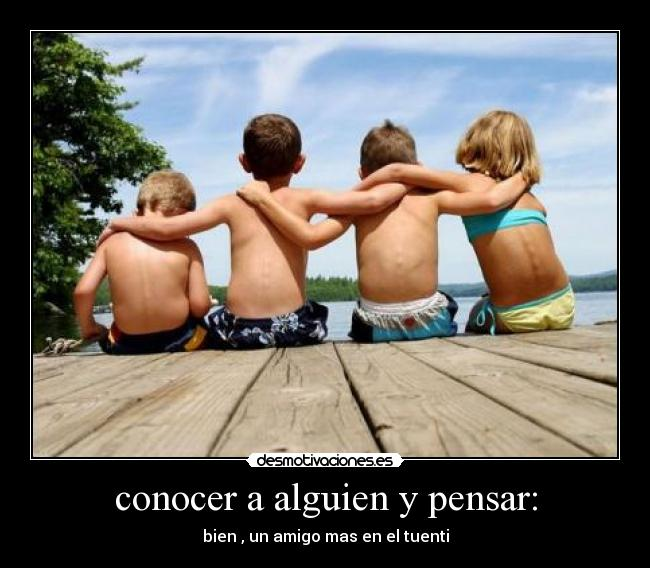 desmotivaciones.es
conocer a alguien y pensar:
bien , un amigo mas en el tuenti